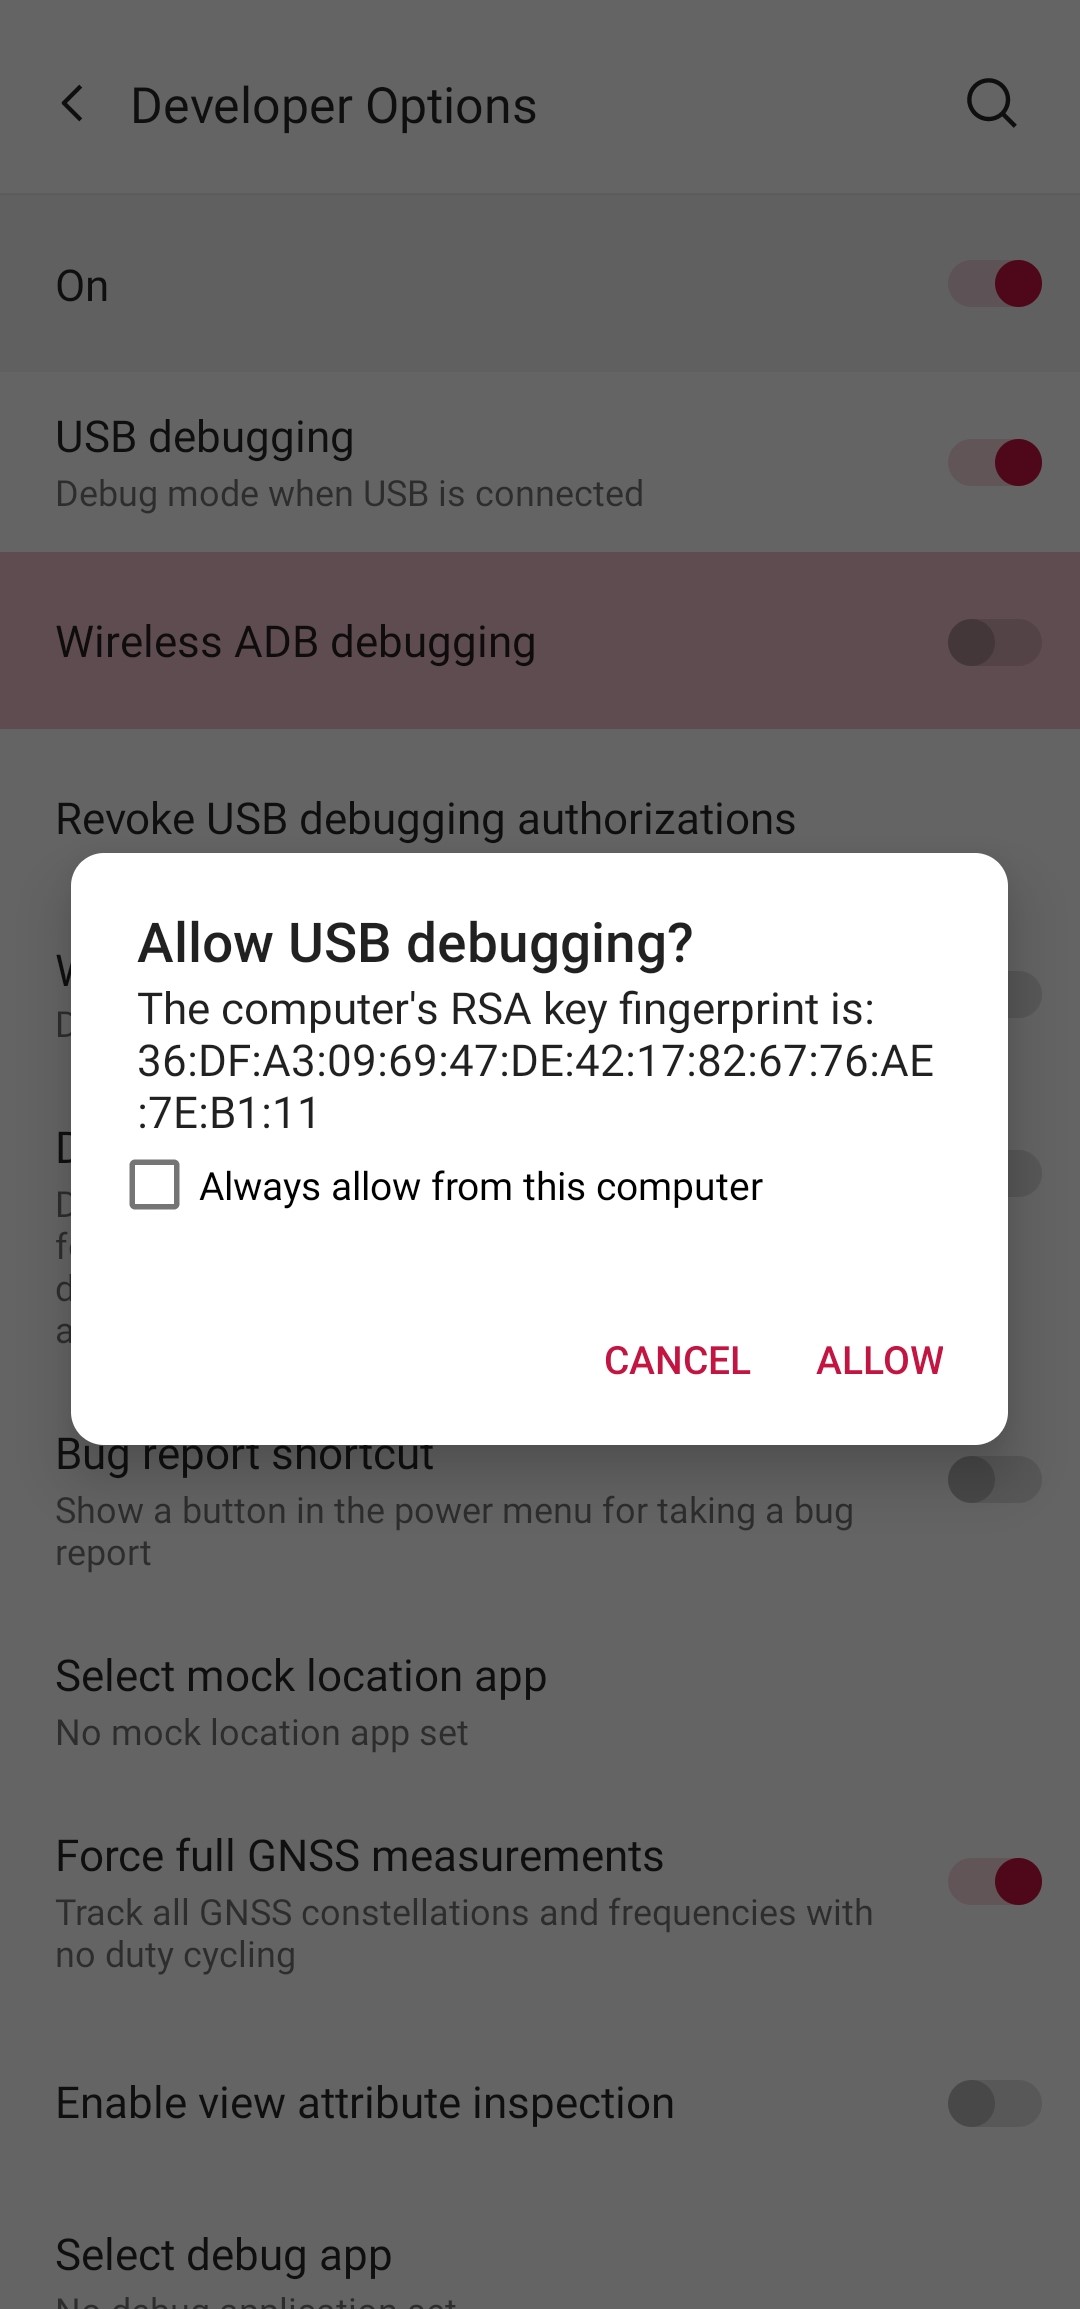 Developer Options
On
USB debugging
Debug mode when USB is connected
Wireless ADB debugging
Revoke USB debugging authorizations
Allow USB debugging?
The computer's RSA key fingerprint is:
36:DF:A3:09:69:47:DE:42:17:82:67:76:AE
:7E:B1:11
Always allow from this computer
CANCEL ALLOW
Bug report shortcut
Show a button in the power menu for taking a bug
report
Select mock location app
No mock location app set
Force full GNSS measurements
Track all GNSS constellations and frequencies with
no duty cycling
Enable view attribute inspection
Select debug app
No debug application set